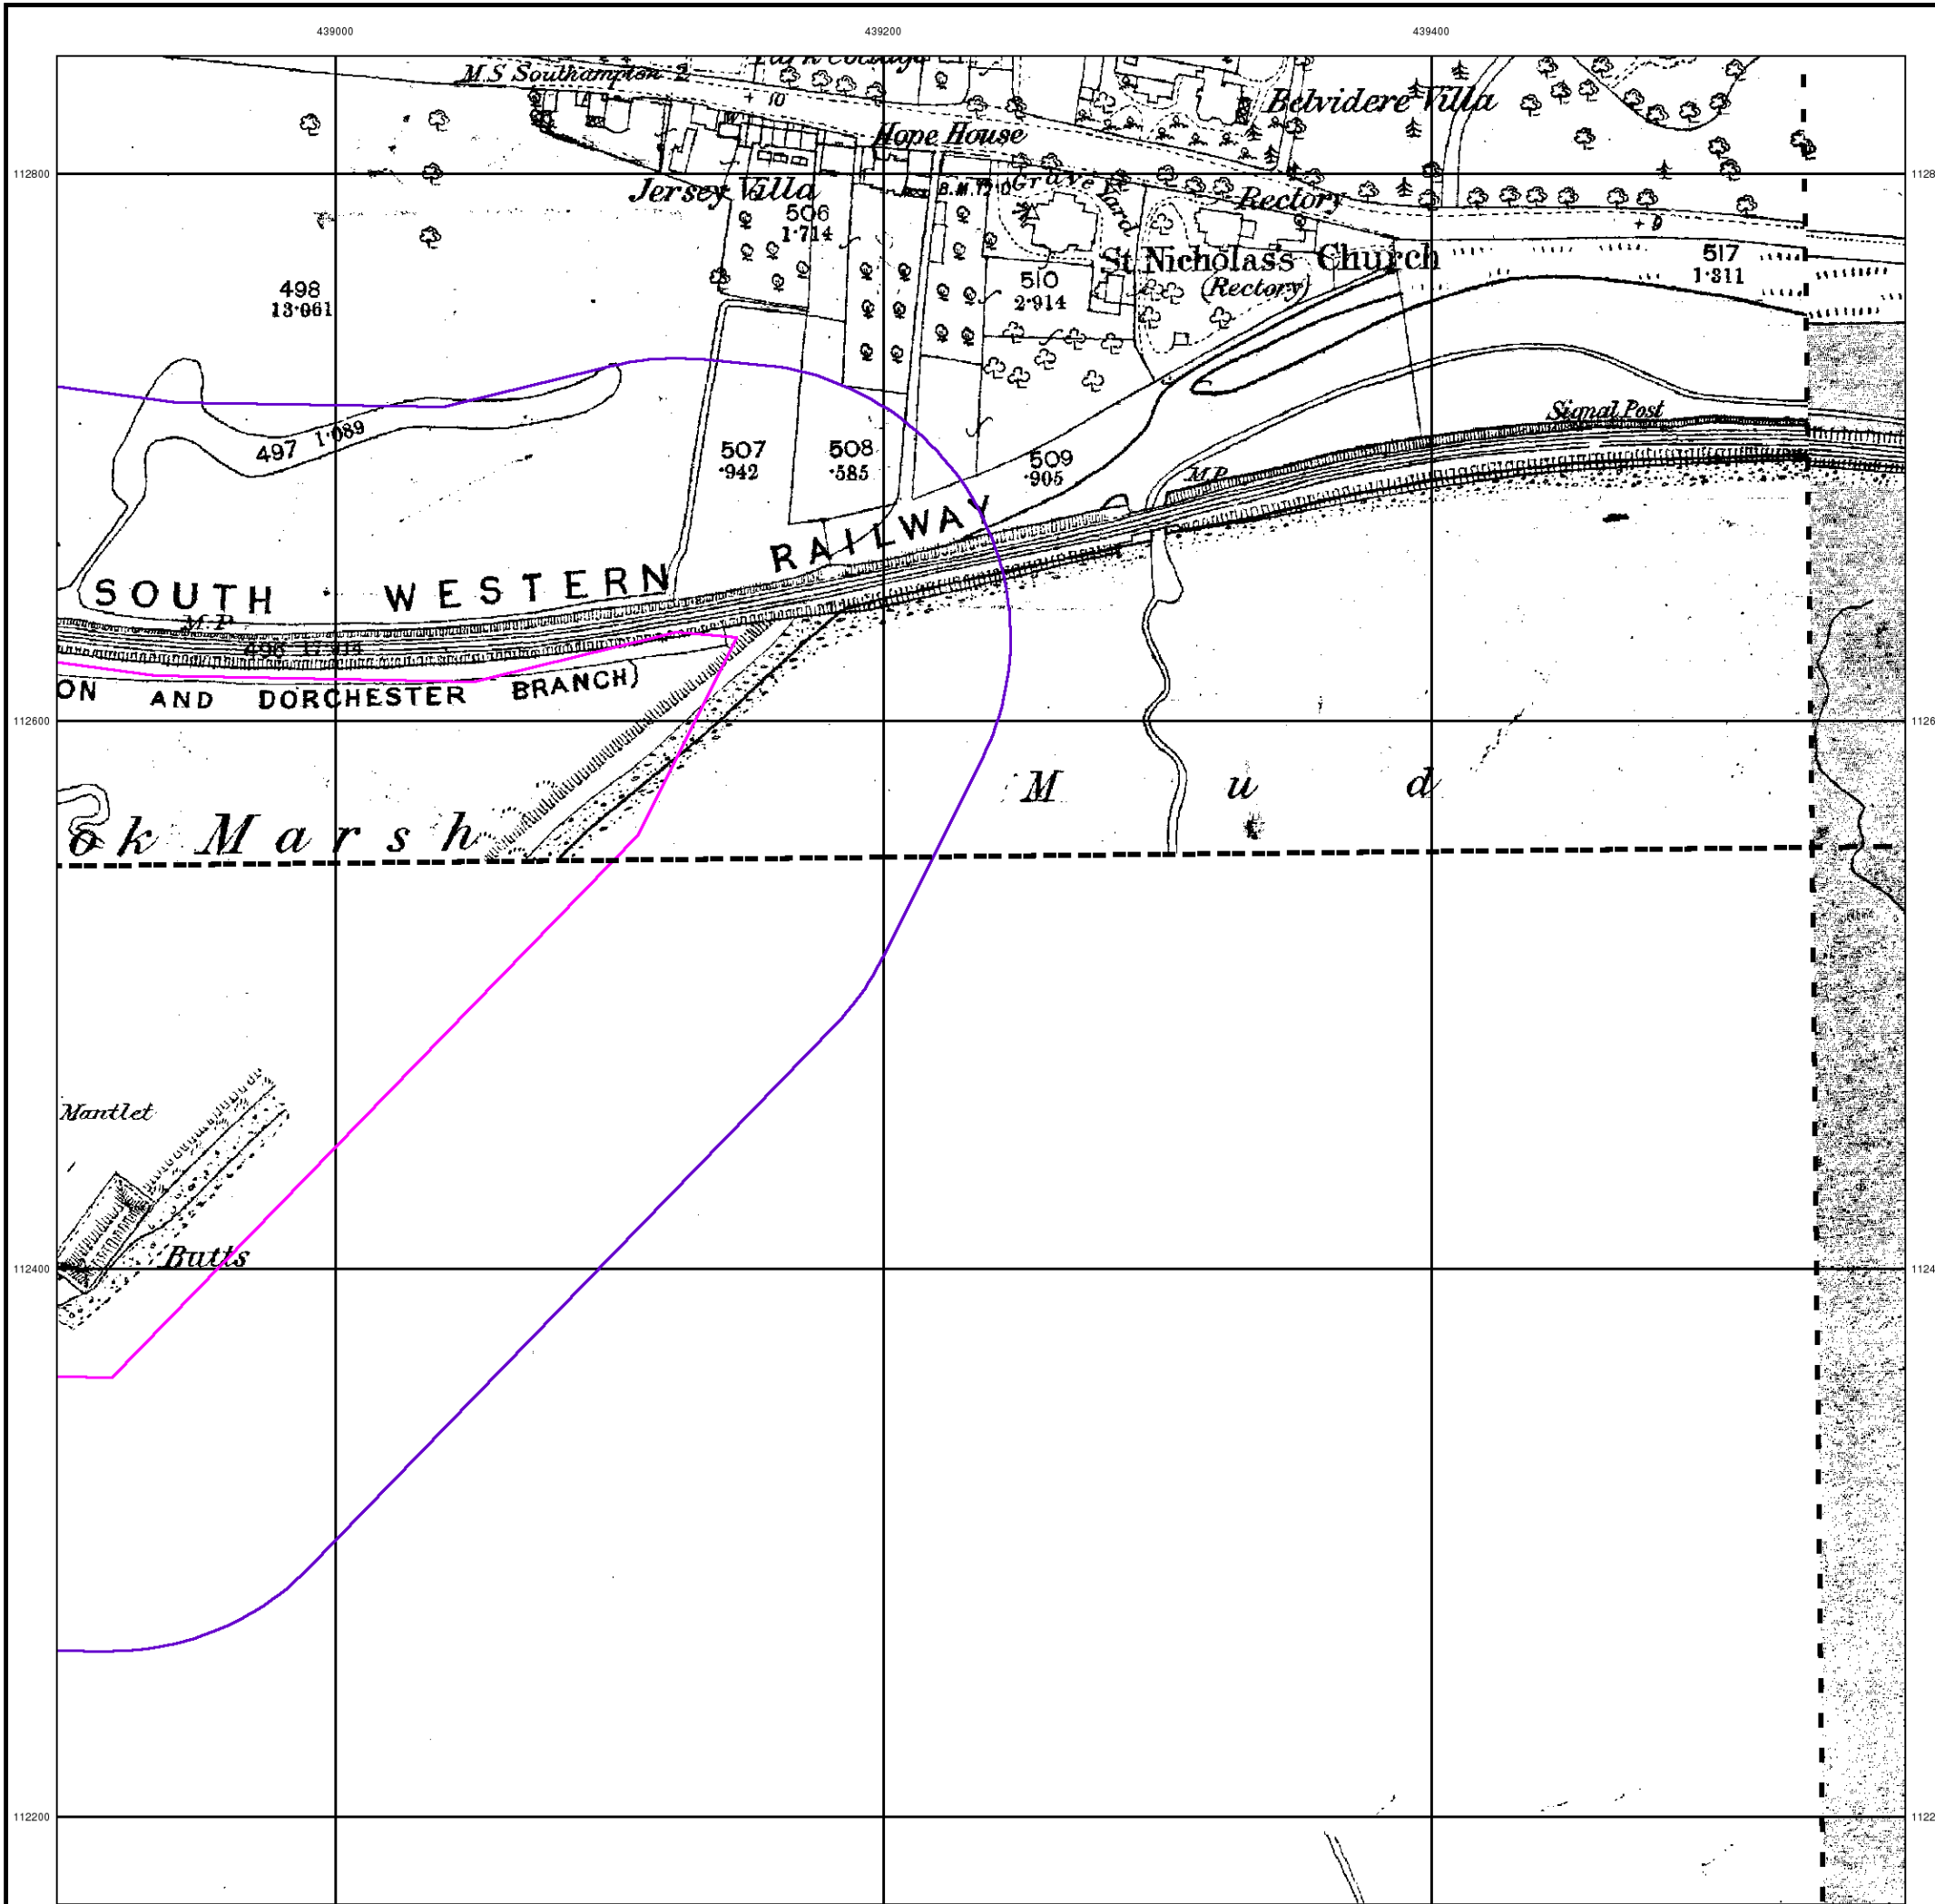 439000 439200 439400
M.S Southampton 2
+ 10
Belvidere Villa
Hope House
112800
Jersey Villa
B.M. 12.0
Grave Yard
Rectory
506
1·714
+ 9
St Nicholas's Church
(Rectory)
517
1·311
498
13·061
510
2·914
497 1·089
507
·942
508
·585
509
·905
Signal Post
M.P
SOUTH WESTERN RAILWAY
M.P
ON AND DORCHESTER BRANCH)
112600
M u d
ok Marsh
Mantlet
Butts
112400
112200